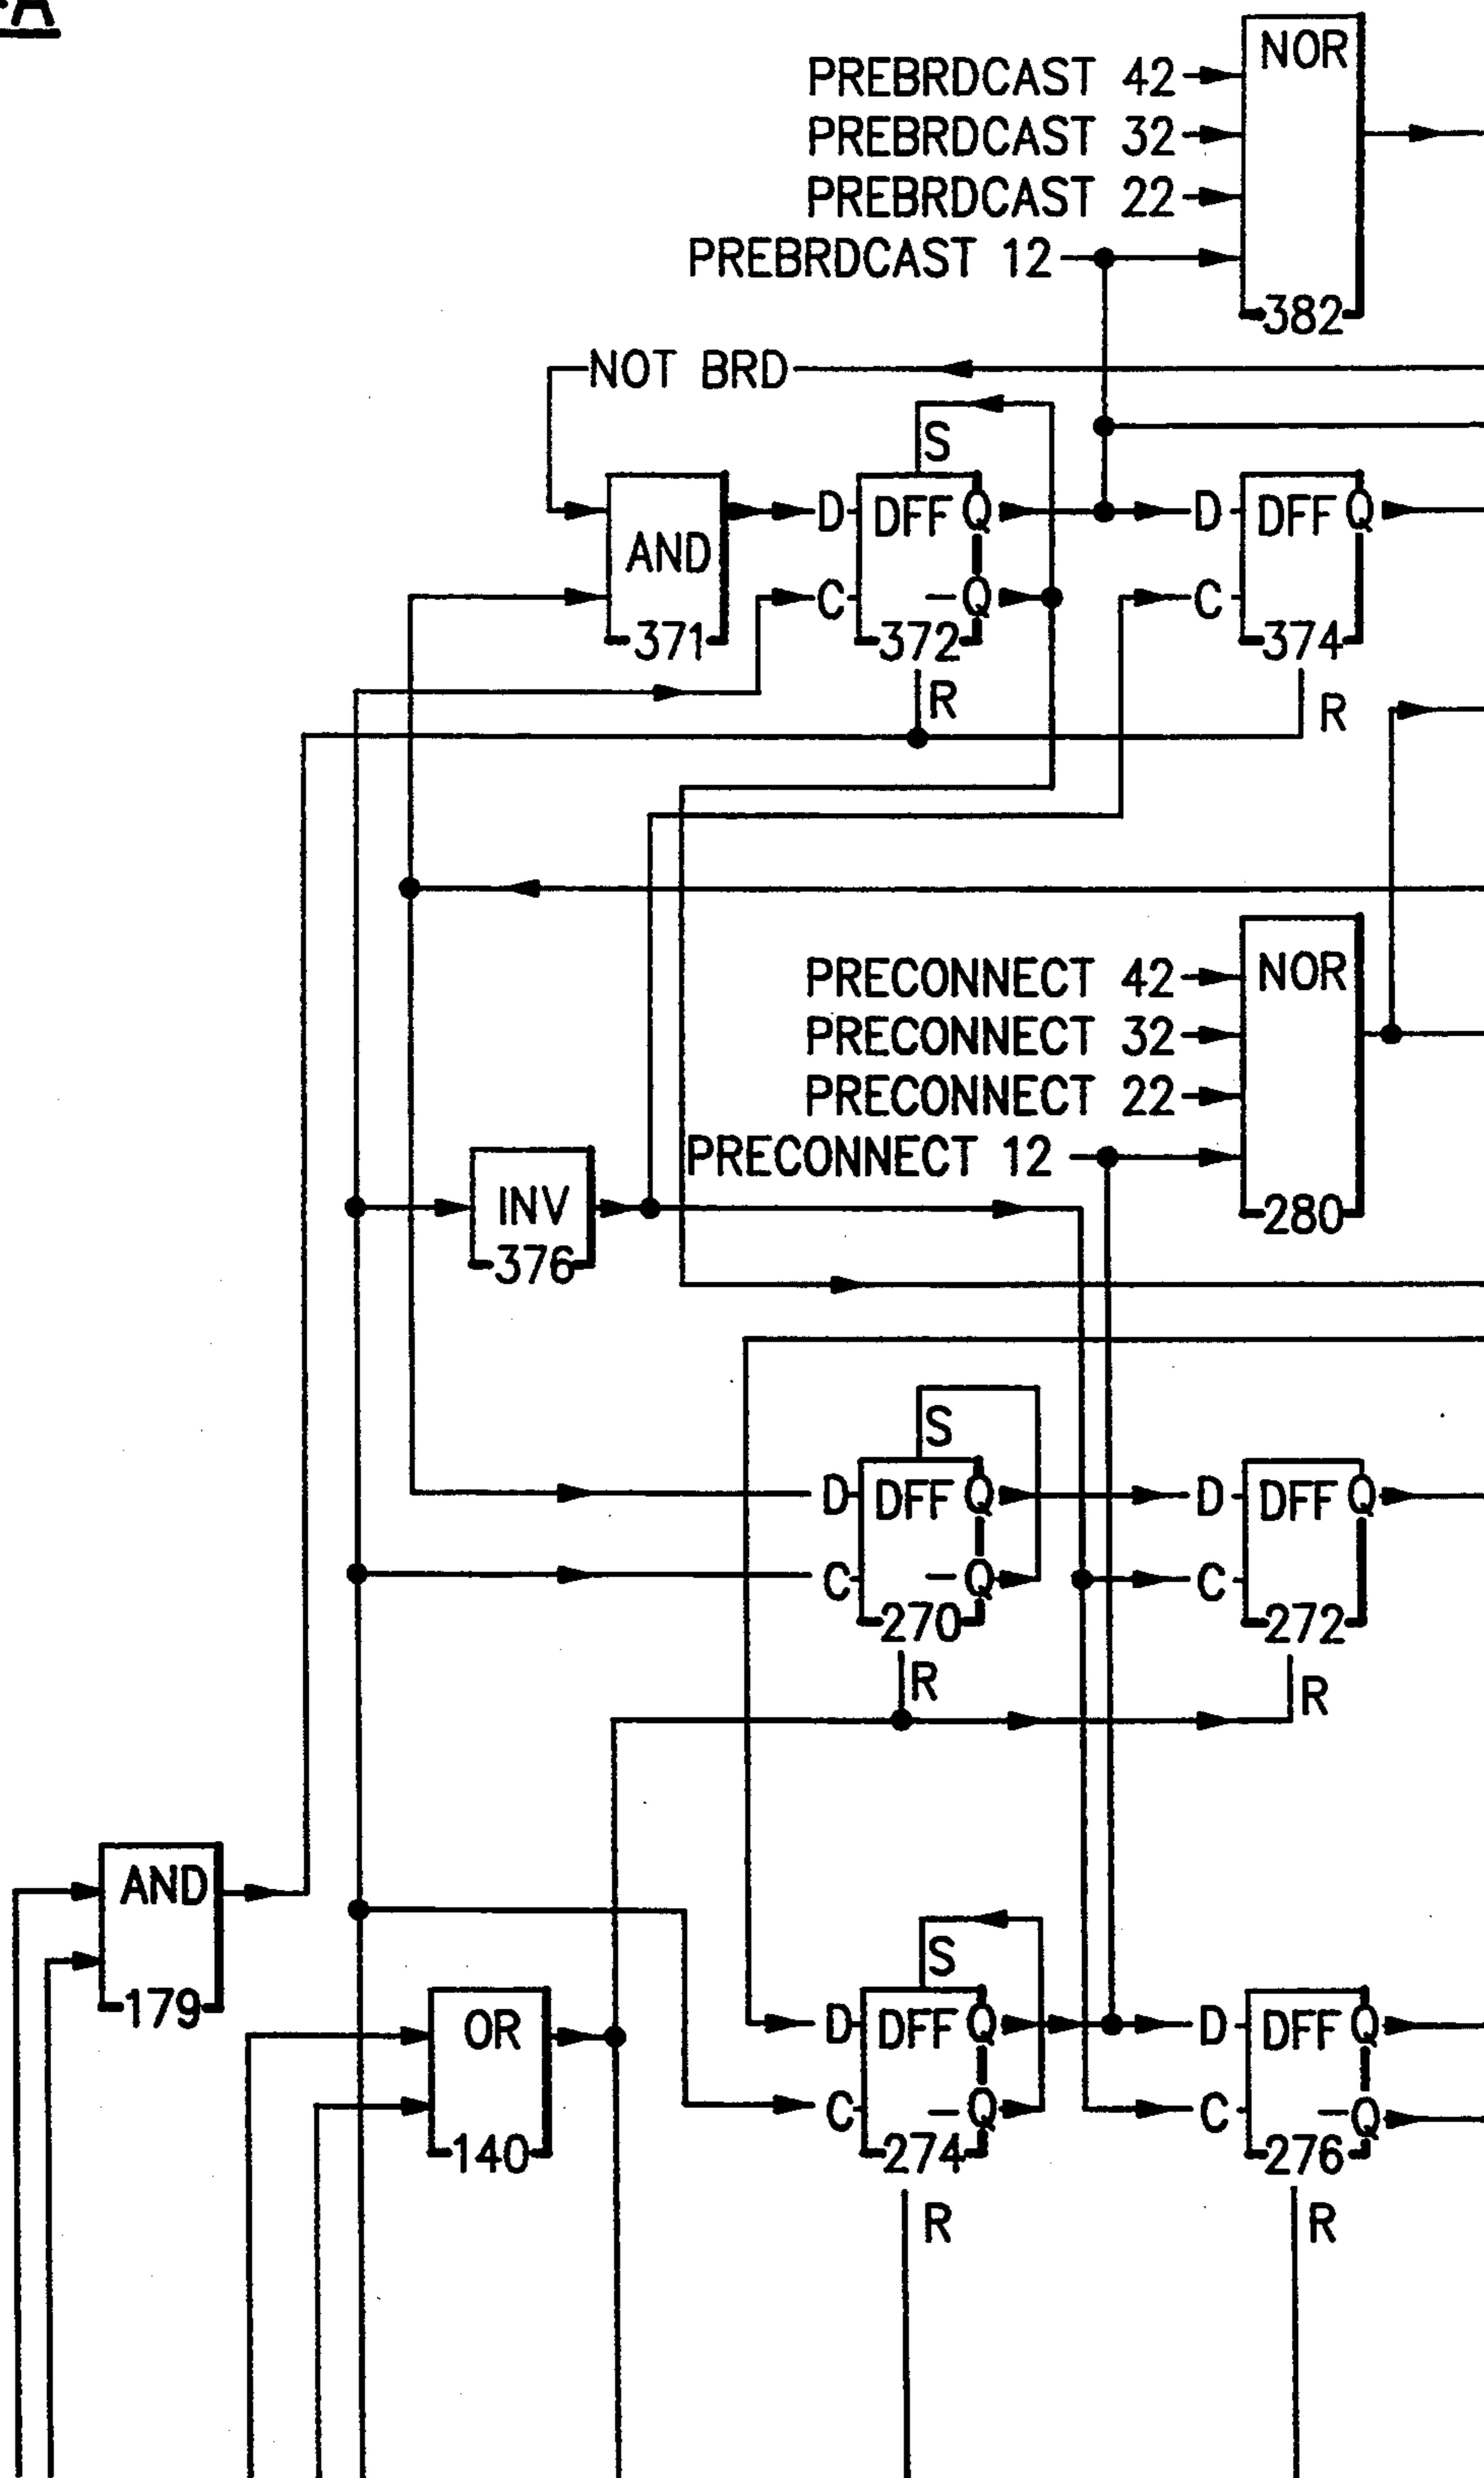 NOR
PREBRDCAST 42
PREBRDCAST 32
PREBRDCAST 22
PREBRDCAST 12
382
NOT BRD
S
D DFF Q D DFF Q
AND
C -Q C
371 372 374
R R
NOR
PRECONNECT 42
PRECONNECT 32
PRECONNECT 22
PRECONNECT 12
INV
280
376
S
D DFF Q D DFF Q
C -Q C
270 272
R R
AND
S
179
OR D DFF Q D DFF Q
C -Q C -Q
140 274 276
R R